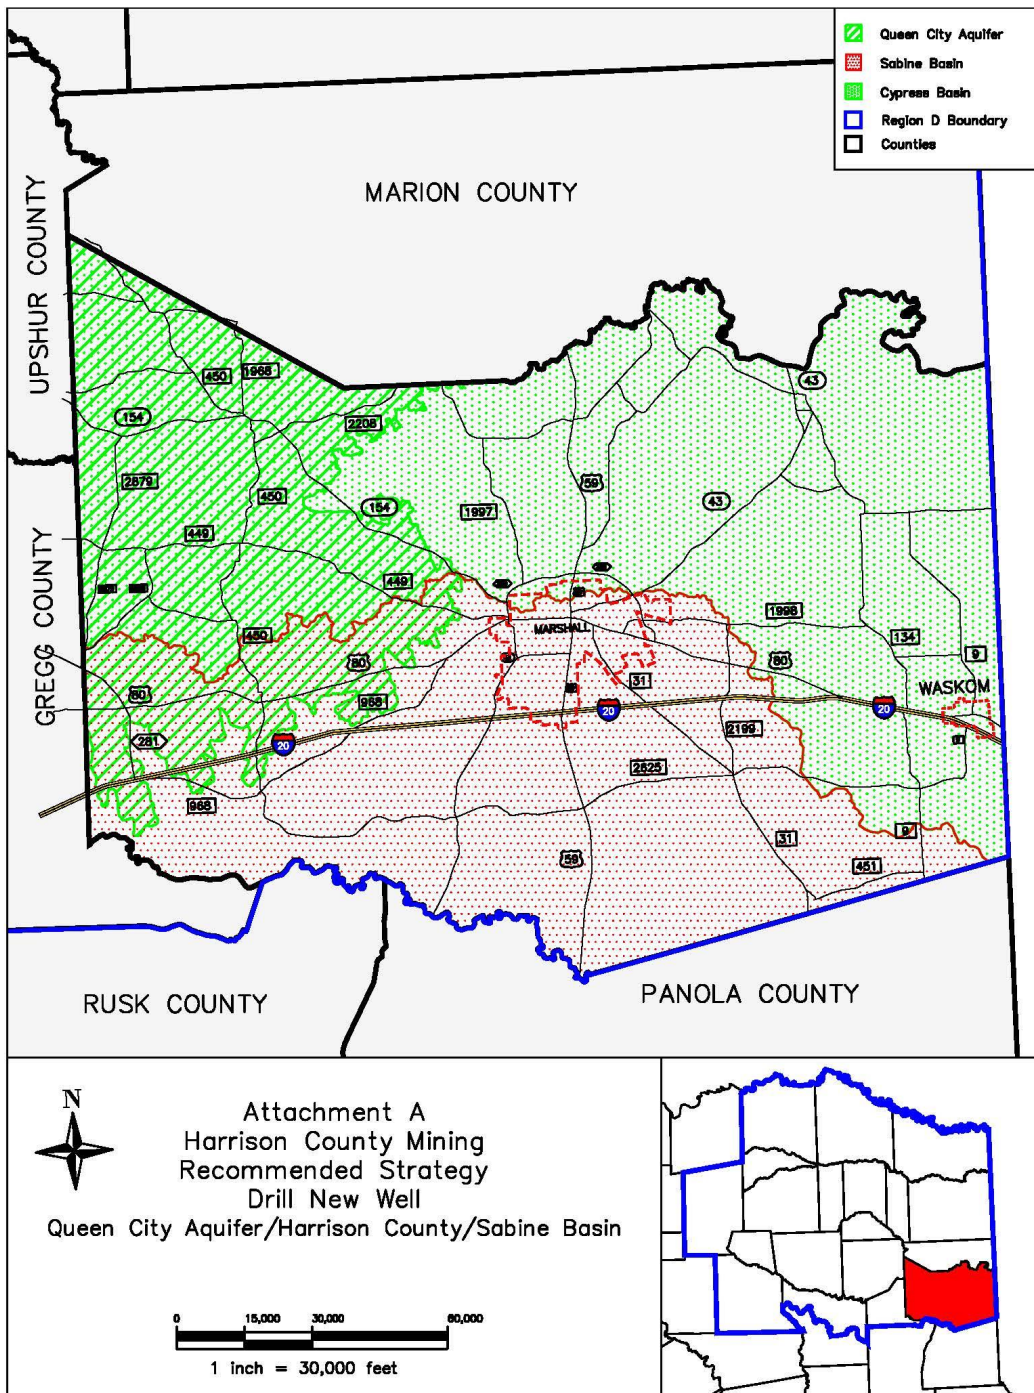 Queen City Aquifer
Sabine Basin
Cypress Basin
Region D Boundary
Counties
MARION COUNTY
UPSHUR COUNTY
GREGG COUNTY
450
1968
154
2208
43
2879
450
154
1997
59
43
449
449
450
MARSHALL
1998
134
9
80
80
968
31
80
WASKOM
281
20
20
20
2199
968
2625
31
9
451
59
RUSK COUNTY
PANOLA COUNTY
N
Attachment A
Harrison County Mining
Recommended Strategy
Drill New Well
Queen City Aquifer/Harrison County/Sabine Basin
0 15,000 30,000 60,000
1 inch = 30,000 feet